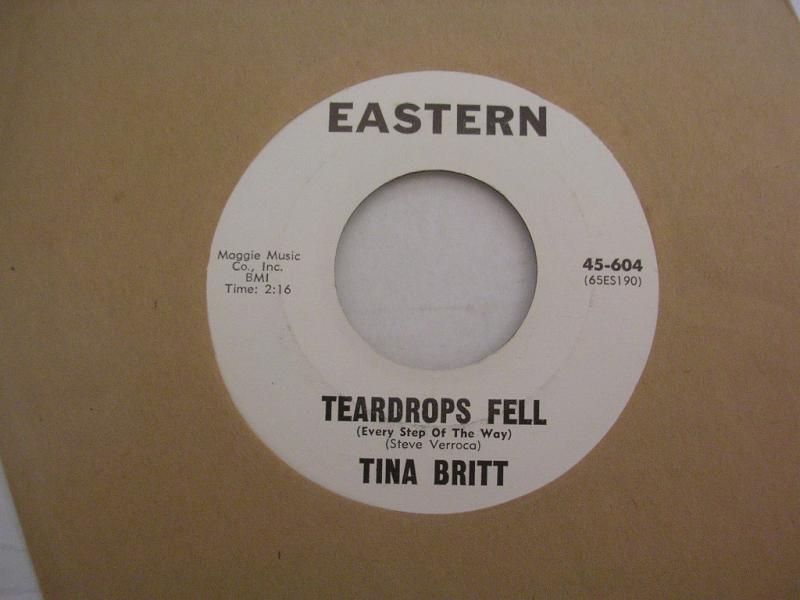 EASTERN
Maggie Music
Co., Inc.
BMI
Time: 2:16
45-604
(65ES190)
TEARDROPS FELL
(Every Step Of The Way)
(Steve Verroca)
TINA BRITT